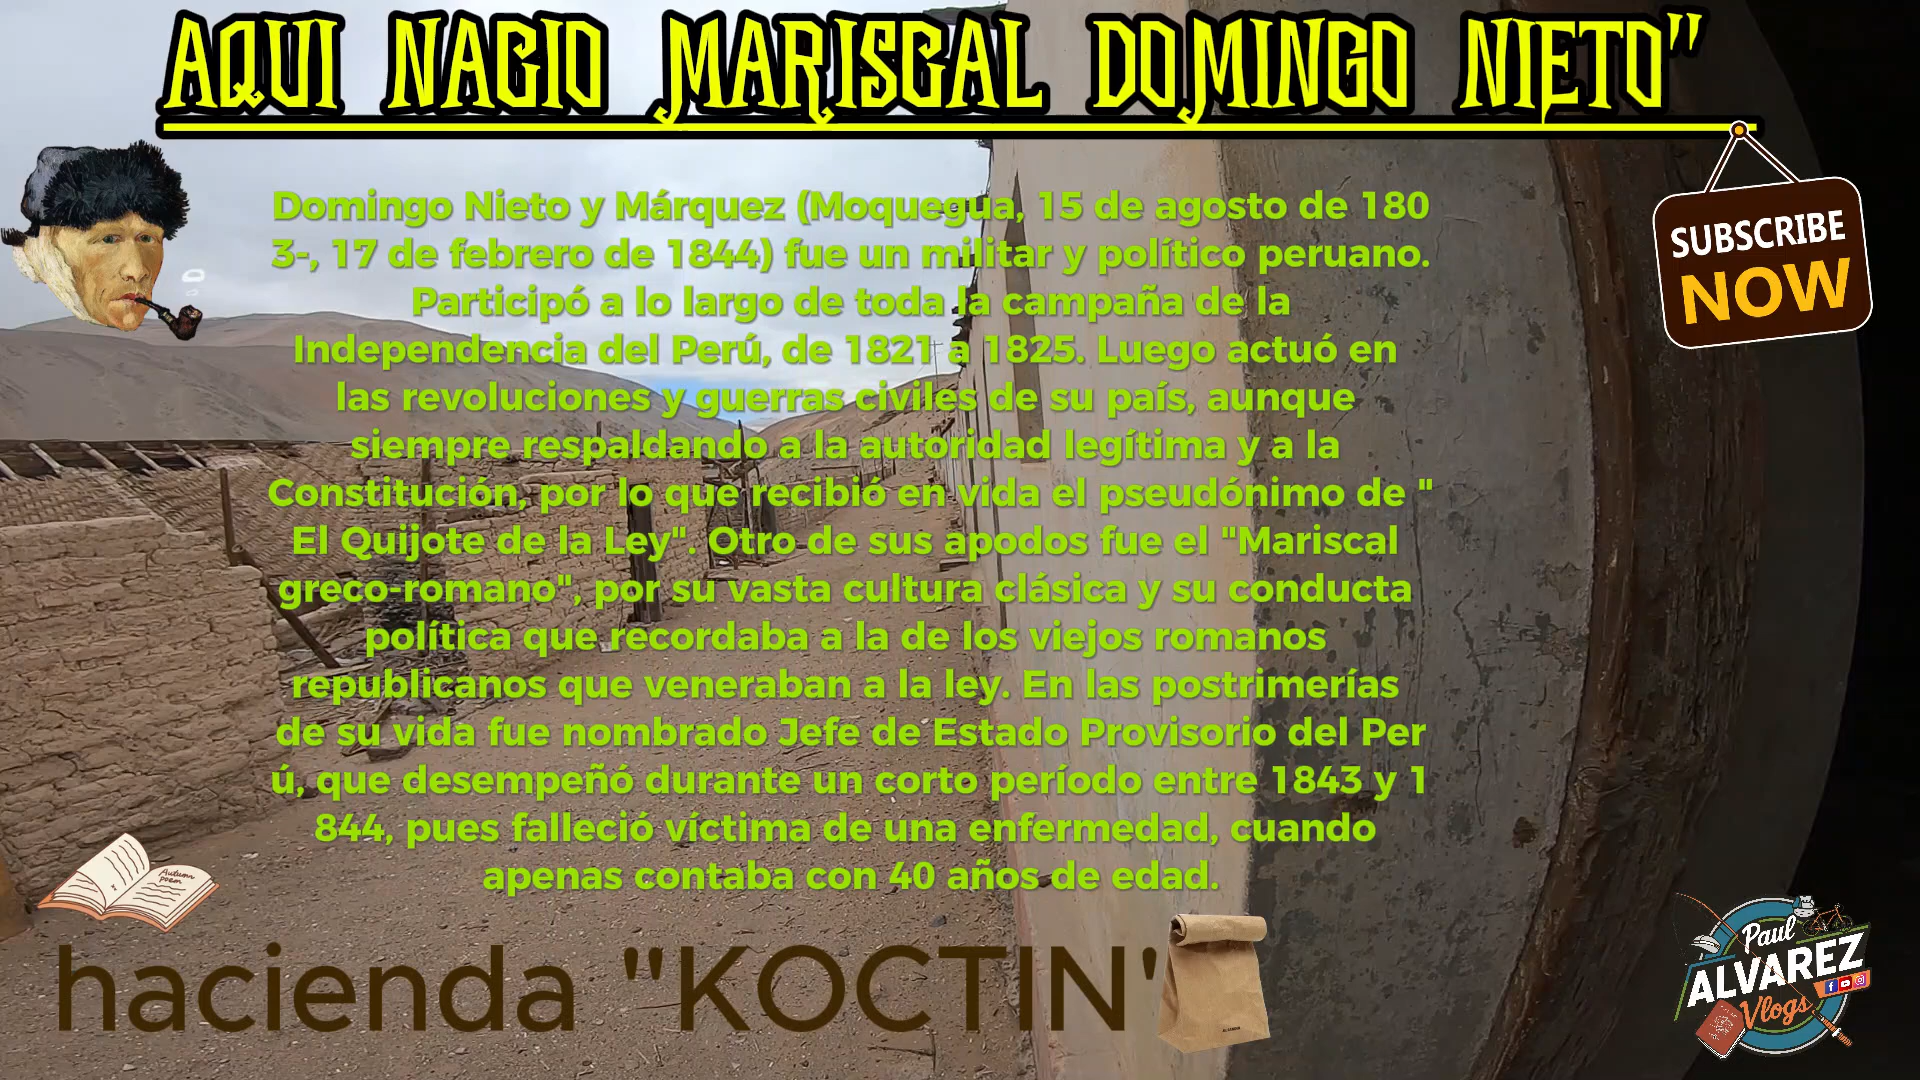 AQUI NACIO MARISCAL DOMINGO NIETO"
SUBSCRIBE
NOW
Domingo Nieto y Márquez (Moquegua, 15 de agosto de 180
3-, 17 de febrero de 1844) fue un militar y político peruano.
Participó a lo largo de toda la campaña de la
Independencia del Perú, de 1821 a 1825. Luego actuó en
las revoluciones y guerras civiles de su país, aunque
siempre respaldando a la autoridad legítima y a la
Constitución, por lo que recibió en vida el pseudónimo de "
El Quijote de la Ley". Otro de sus apodos fue el "Mariscal
greco-romano", por su vasta cultura clásica y su conducta
política que recordaba a la de los viejos romanos
republicanos que veneraban a la ley. En las postrimerías
de su vida fue nombrado Jefe de Estado Provisorio del Per
ú, que desempeñó durante un corto período entre 1843 y 1
844, pues falleció víctima de una enfermedad, cuando
apenas contaba con 40 años de edad.
Autumn
poem
hacienda "KOCTIN"
Paul
ALVAREZ
Vlogs